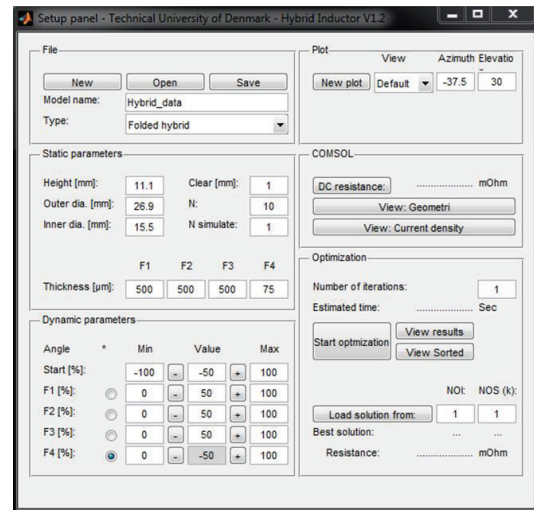 Setup panel - Technical University of Denmark - Hybrid Inductor V1.2
File
New Open Save
Model name: Hybrid_data
Type: Folded hybrid
Plot
View Azimuth Elevatio
-
New plot Default -37.5 30
Static parameters
Height [mm]: 11.1 Clear [mm]: 1
Outer dia. [mm]: 26.9 N: 10
Inner dia. [mm]: 15.5 N simulate: 1
F1 F2 F3 F4
Thickness [µm]: 500 500 500 75
COMSOL
DC resistance: ................... mOhm
View: Geometri
View: Current density
Dynamic parameters
Angle * Min Value Max
Start [%]: -100 - -50 + 100
F1 [%]: 0 - 50 + 100
F2 [%]: 0 - 50 + 100
F3 [%]: 0 - 50 + 100
F4 [%]: 0 - -50 + 100
Optimization
Number of iterations: 1
Estimated time: ................... Sec
Start optmization View results
View Sorted
NOI: NOS (k):
Load solution from: 1 1
Best solution: ... ...
Resistance: ................... mOhm